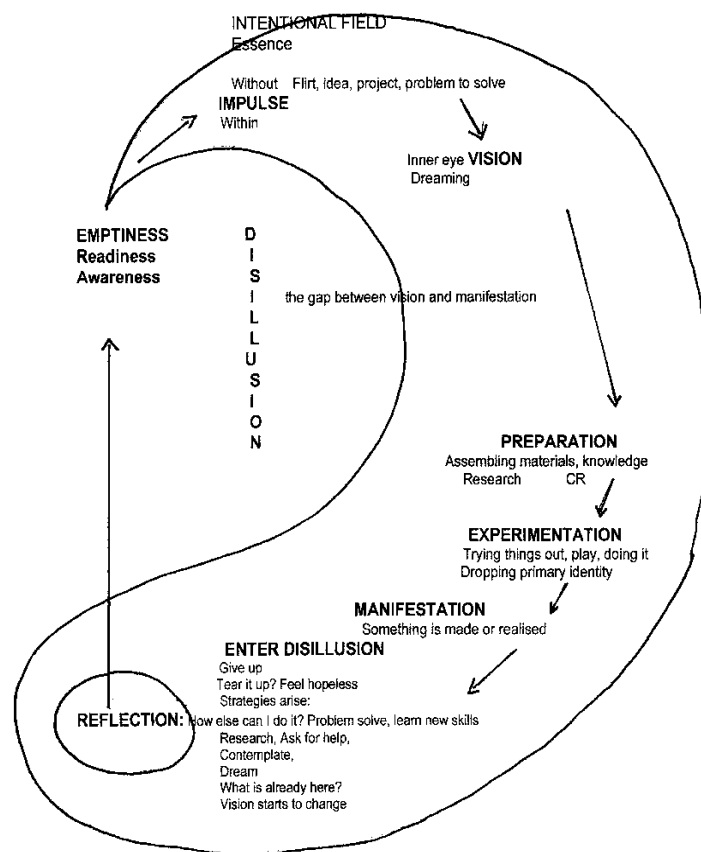 INTENTIONAL FIELD
Essence
Without Flirt, idea, project, problem to solve
IMPULSE
Within
Inner eye VISION
Dreaming
EMPTINESS
Readiness
Awareness
DISILLUSION
the gap between vision and manifestation
PREPARATION
Assembling materials, knowledge
Research CR
EXPERIMENTATION
Trying things out, play, doing it
Dropping primary identity
MANIFESTATION
Something is made or realised
ENTER DISILLUSION
Give up
Tear it up? Feel hopeless
Strategies arise:
REFLECTION: How else can I do it? Problem solve, learn new skills
Research, Ask for help,
Contemplate,
Dream
What is already here?
Vision starts to change